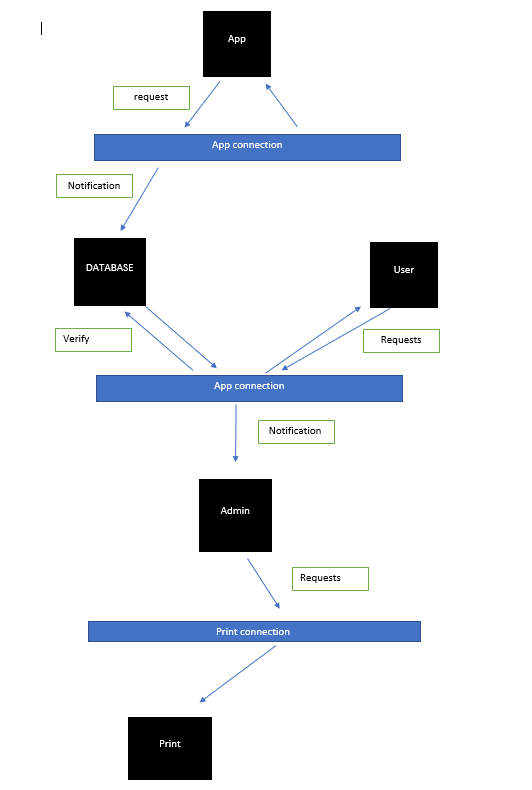 App
request
App connection
Notification
DATABASE
User
Verify
Requests
App connection
Notification
Admin
Requests
Print connection
Print